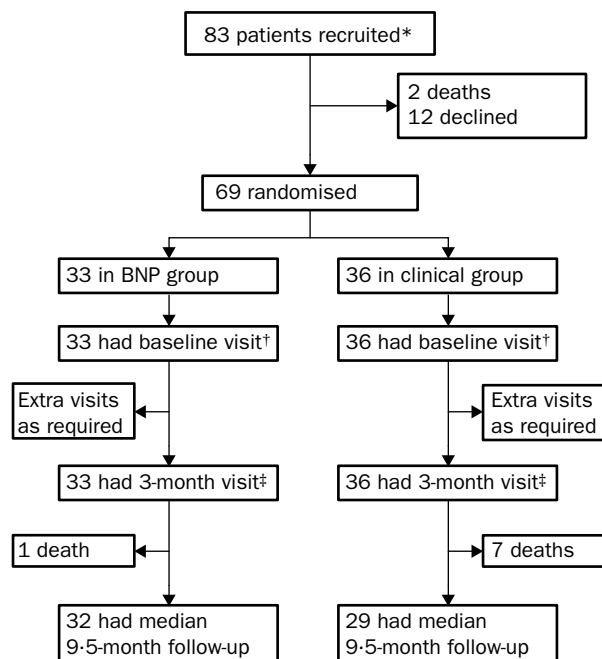 83 patients recruited*
2 deaths
12 declined
69 randomised
33 in BNP group
36 in clinical group
33 had baseline visit†
36 had baseline visit†
Extra visits
as required
Extra visits
as required
33 had 3-month visit‡
36 had 3-month visit‡
1 death
7 deaths
32 had median
9·5-month follow-up
29 had median
9·5-month follow-up